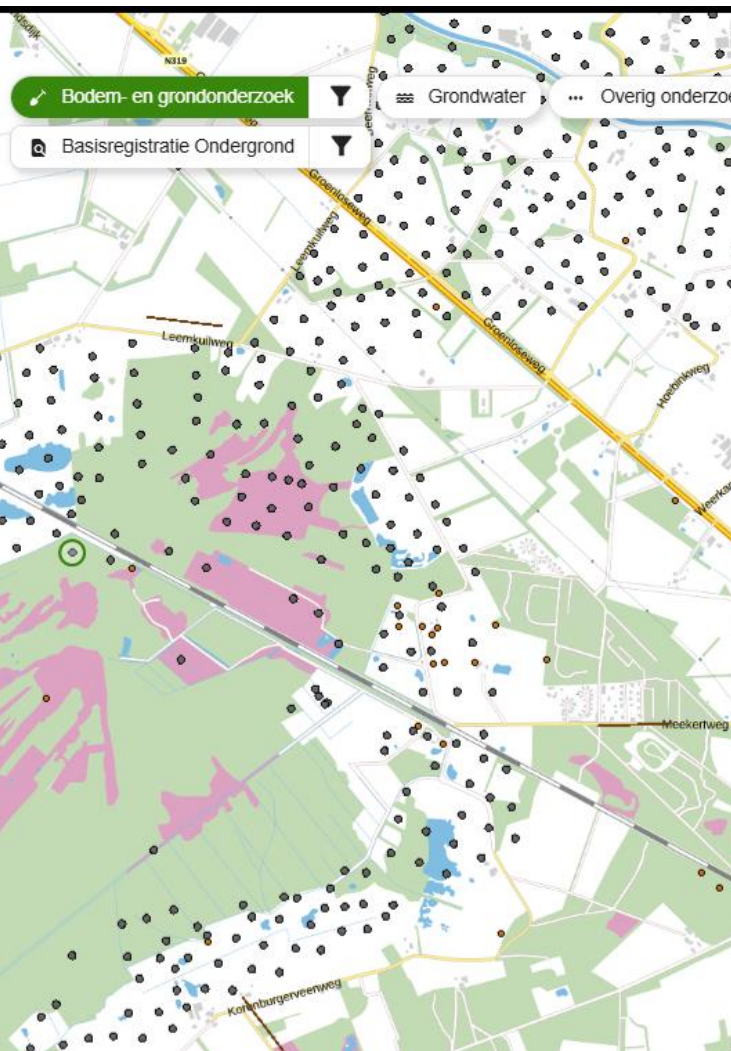 N319
Bodem- en grondonderzoek
Grondwater
Overig onderzoe
Basisregistratie Ondergrond
Groenloseweg
Leemkuilweg
Leemkuilweg
Groenloseweg
Hoebinkweg
Meekertweg
Korenburgerveenweg